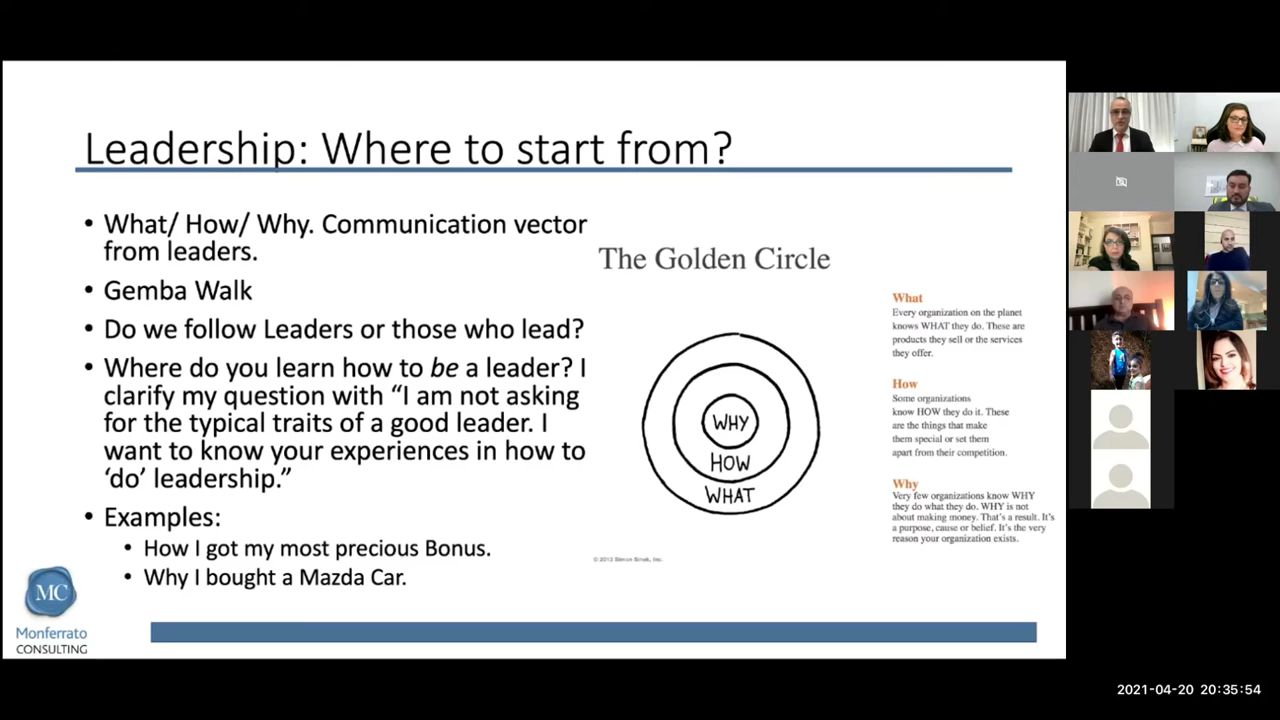 Leadership: Where to start from?
• What/ How/ Why. Communication vector
from leaders.
• Gemba Walk
• Do we follow Leaders or those who lead?
• Where do you learn how to be a leader? I
clarify my question with “I am not asking
for the typical traits of a good leader. I
want to know your experiences in how to
‘do’ leadership.”
• Examples:
• How I got my most precious Bonus.
• Why I bought a Mazda Car.
The Golden Circle
WHY
HOW
WHAT
© 2013 Simon Sinek, Inc.
What
Every organization on the planet
knows WHAT they do. These are
products they sell or the services
they offer.
How
Some organizations
know HOW they do it. These
are the things that make
them special or set them
apart from their competition.
Why
Very few organizations know WHY
they do what they do. WHY is not
about making money. That's a result. It's
a purpose, cause or belief. It's the very
reason your organization exists.
MC
Monferrato
CONSULTING
2021-04-20 20:35:54